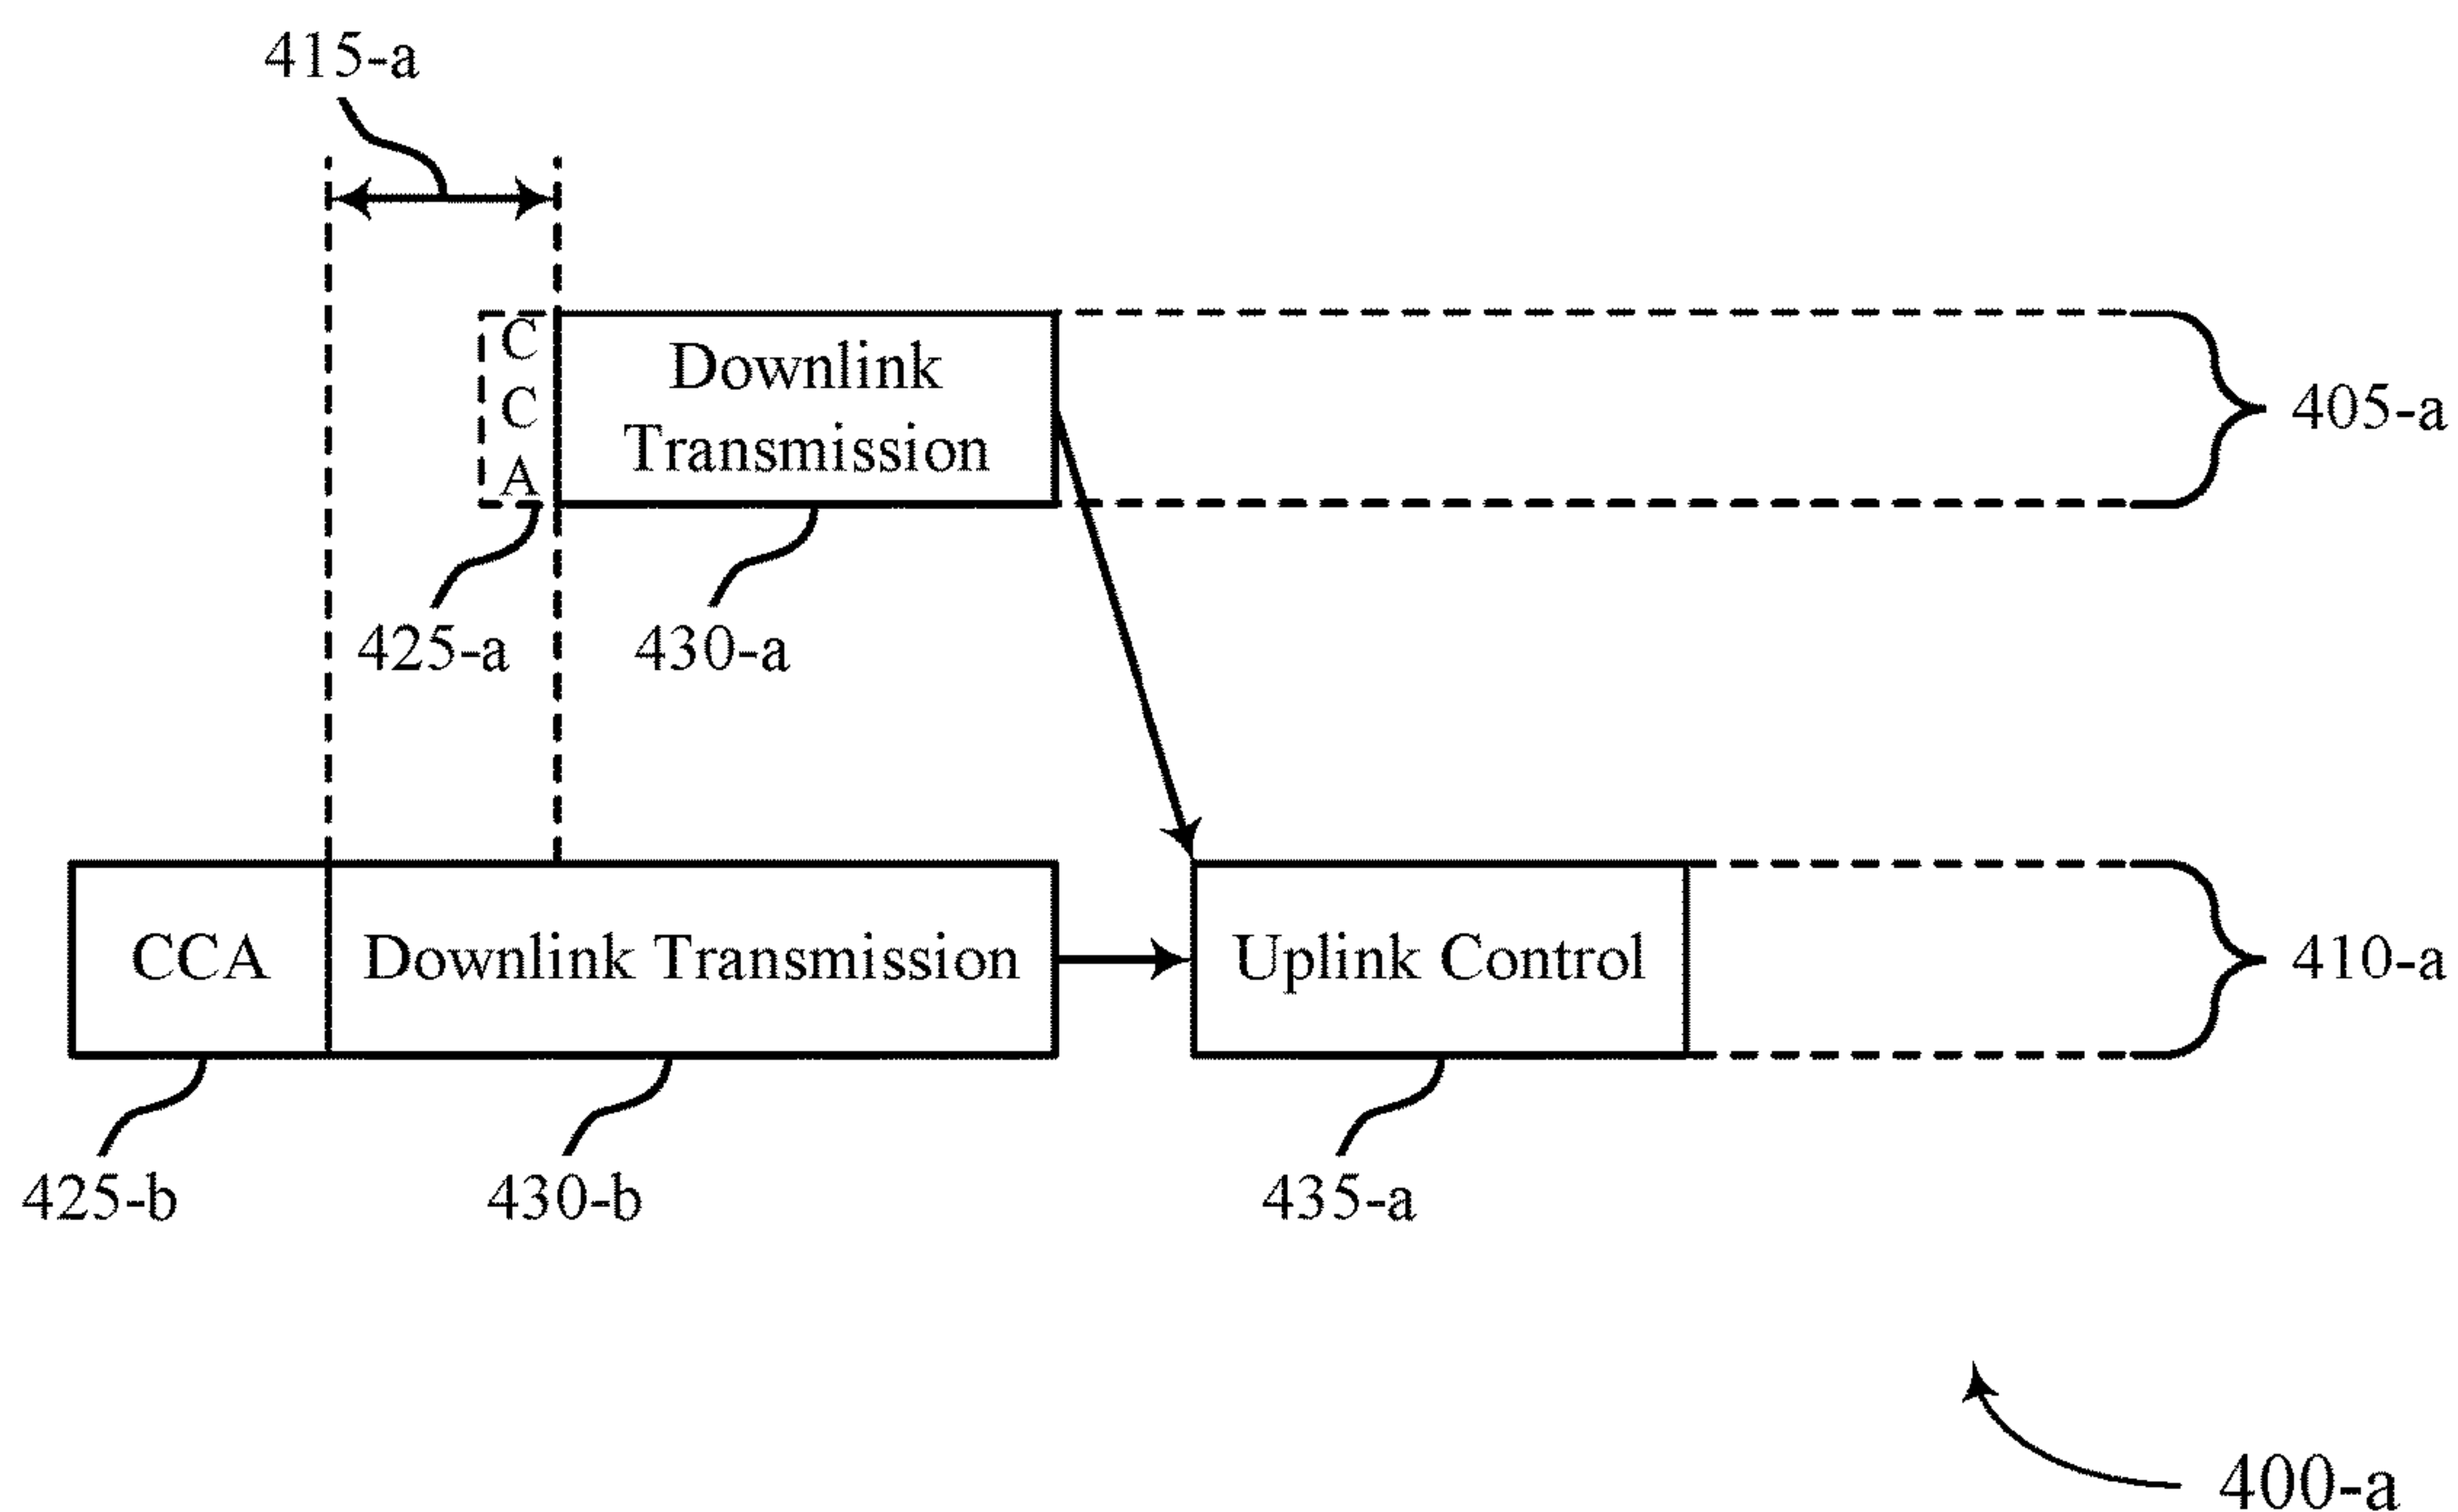 415-a
C
C
A
Downlink
Transmission
405-a
425-a
430-a
CCA
Downlink Transmission
Uplink Control
410-a
425-b
430-b
435-a
400-a